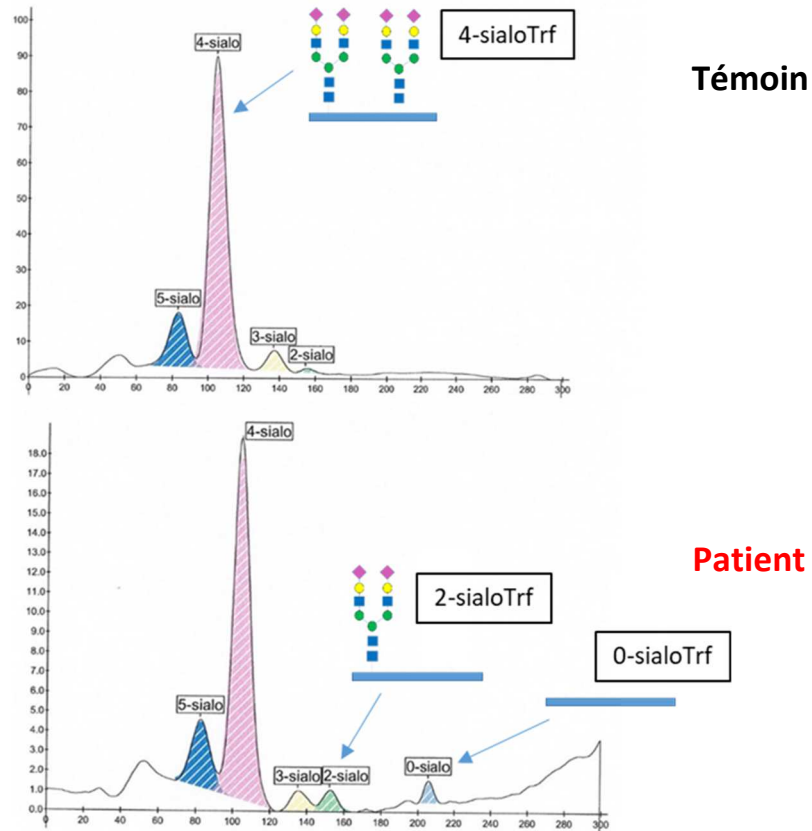 100
90
80
70
60
50
40
30
20
10
0
4-sialo
5-sialo
3-sialo
2-sialo
4-sialoTrf
Témoin
0 20 40 60 80 100 120 140 160 180 200 220 240 260 280 300
18.0
17.0
16.0
15.0
14.0
13.0
12.0
11.0
10.0
9.0
8.0
7.0
6.0
5.0
4.0
3.0
2.0
1.0
0.0
4-sialo
5-sialo
3-sialo
2-sialo
0-sialo
2-sialoTrf
0-sialoTrf
Patient
0 20 40 60 80 100 120 140 160 180 200 220 240 260 280 300